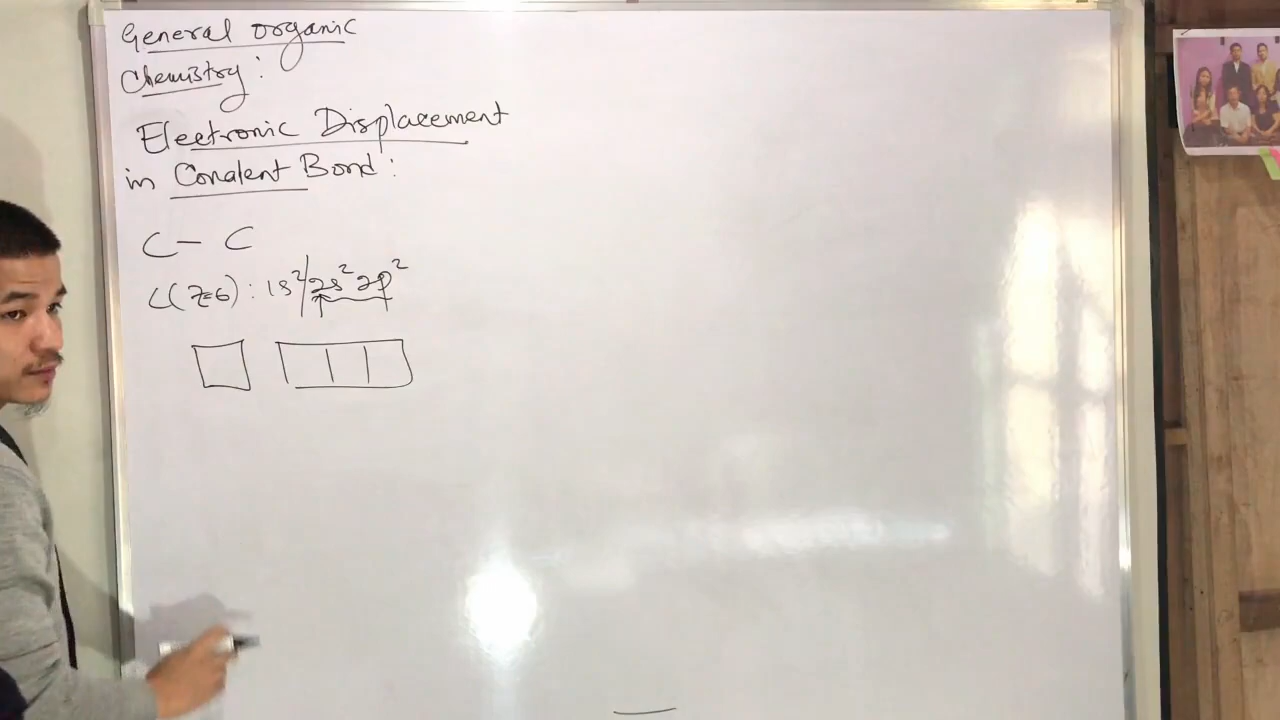 General organic
Chemistry:
Electronic Displacement
in Covalent Bond:
C - C
C(Z=6): 1s²/2s² 2p²